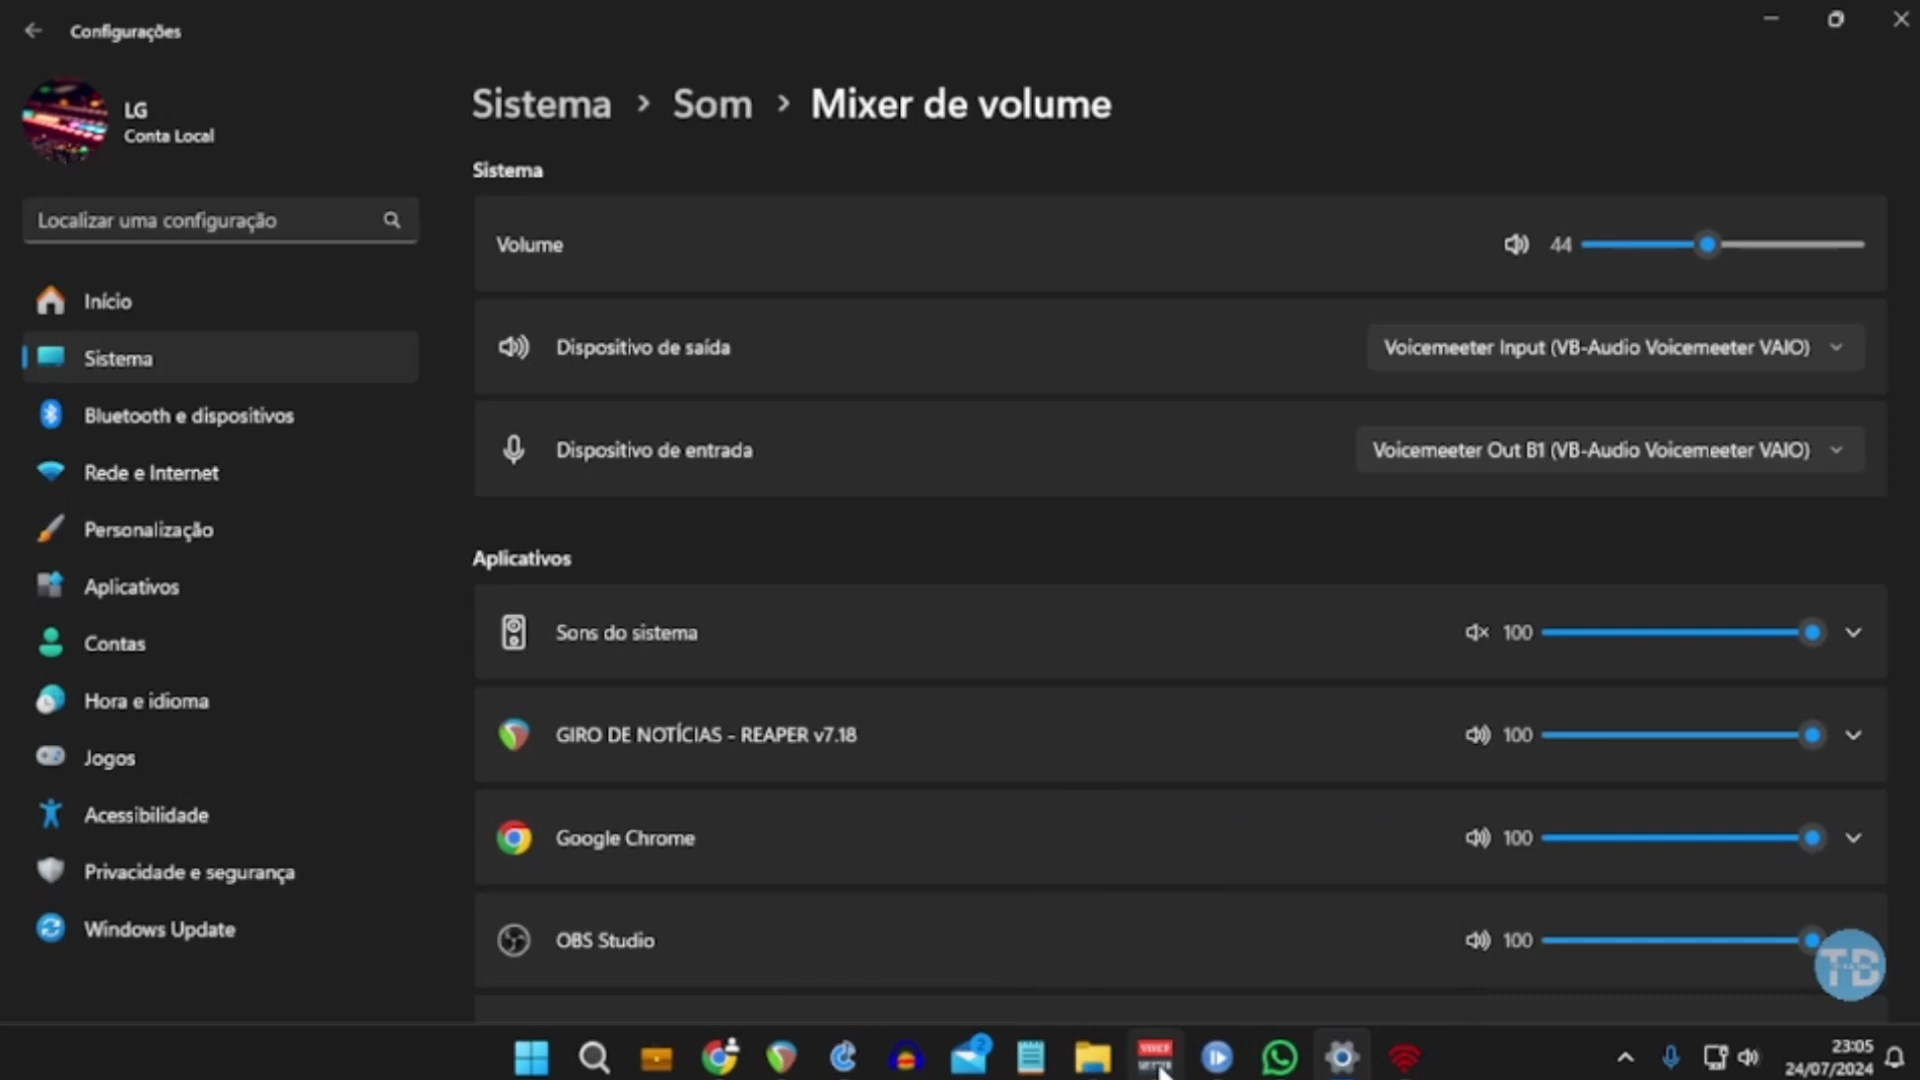 Configurações
LG
Conta Local
Localizar uma configuração
Início
Sistema
Bluetooth e dispositivos
Rede e Internet
Personalização
Aplicativos
Contas
Hora e idioma
Jogos
Acessibilidade
Privacidade e segurança
Windows Update
Sistema > Som > Mixer de volume
Sistema
Volume 44
Dispositivo de saída Voicemeeter Input (VB-Audio Voicemeeter VAIO)
Dispositivo de entrada Voicemeeter Out B1 (VB-Audio Voicemeeter VAIO)
Aplicativos
Sons do sistema 100
GIRO DE NOTÍCIAS - REAPER v7.18 100
Google Chrome 100
OBS Studio 100
TB
2
VOICE
23:05
24/07/2024